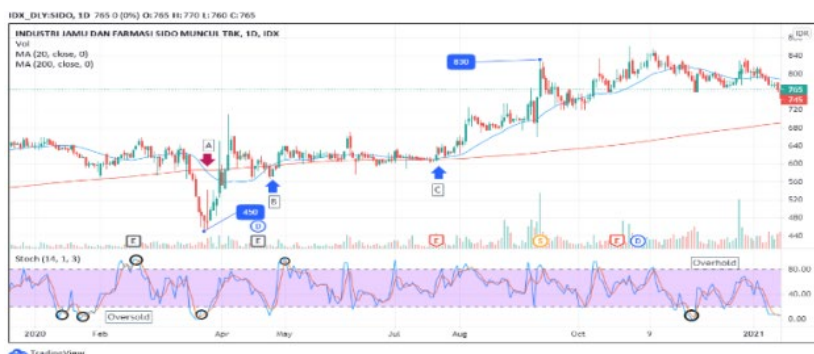 IDX_DLY:SIDO, 1D 765 0 (0%) O:765 H:770 L:760 C:765
INDUSTRI JAMU DAN FARMASI SIDO MUNCUL TBK, 1D, IDX
Vol
MA (20, close, 0)
MA (200, close, 0)
IDR
840
800
765
745
720
680
640
600
560
520
480
440
830
A
B
C
450
D
E
E
E
S
E
D
Stoch (14, 1, 3)
Overhold
Oversold
80.00
40.00
0.00
2020
Feb
Apr
May
Jul
Aug
Oct
9
2021
TradingView